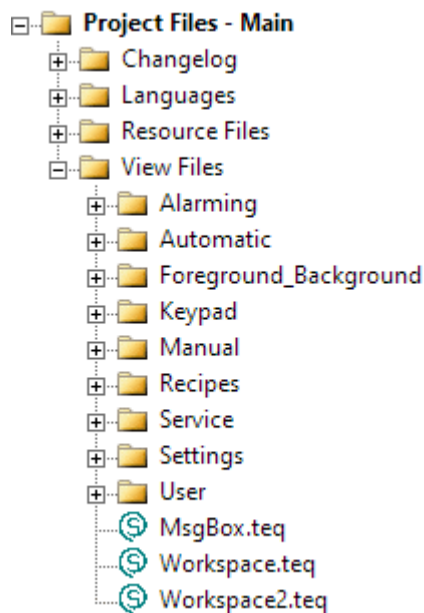 Project Files - Main
Changelog
Languages
Resource Files
View Files
Alarming
Automatic
Foreground_Background
Keypad
Manual
Recipes
Service
Settings
User
MsgBox.teq
Workspace.teq
Workspace2.teq